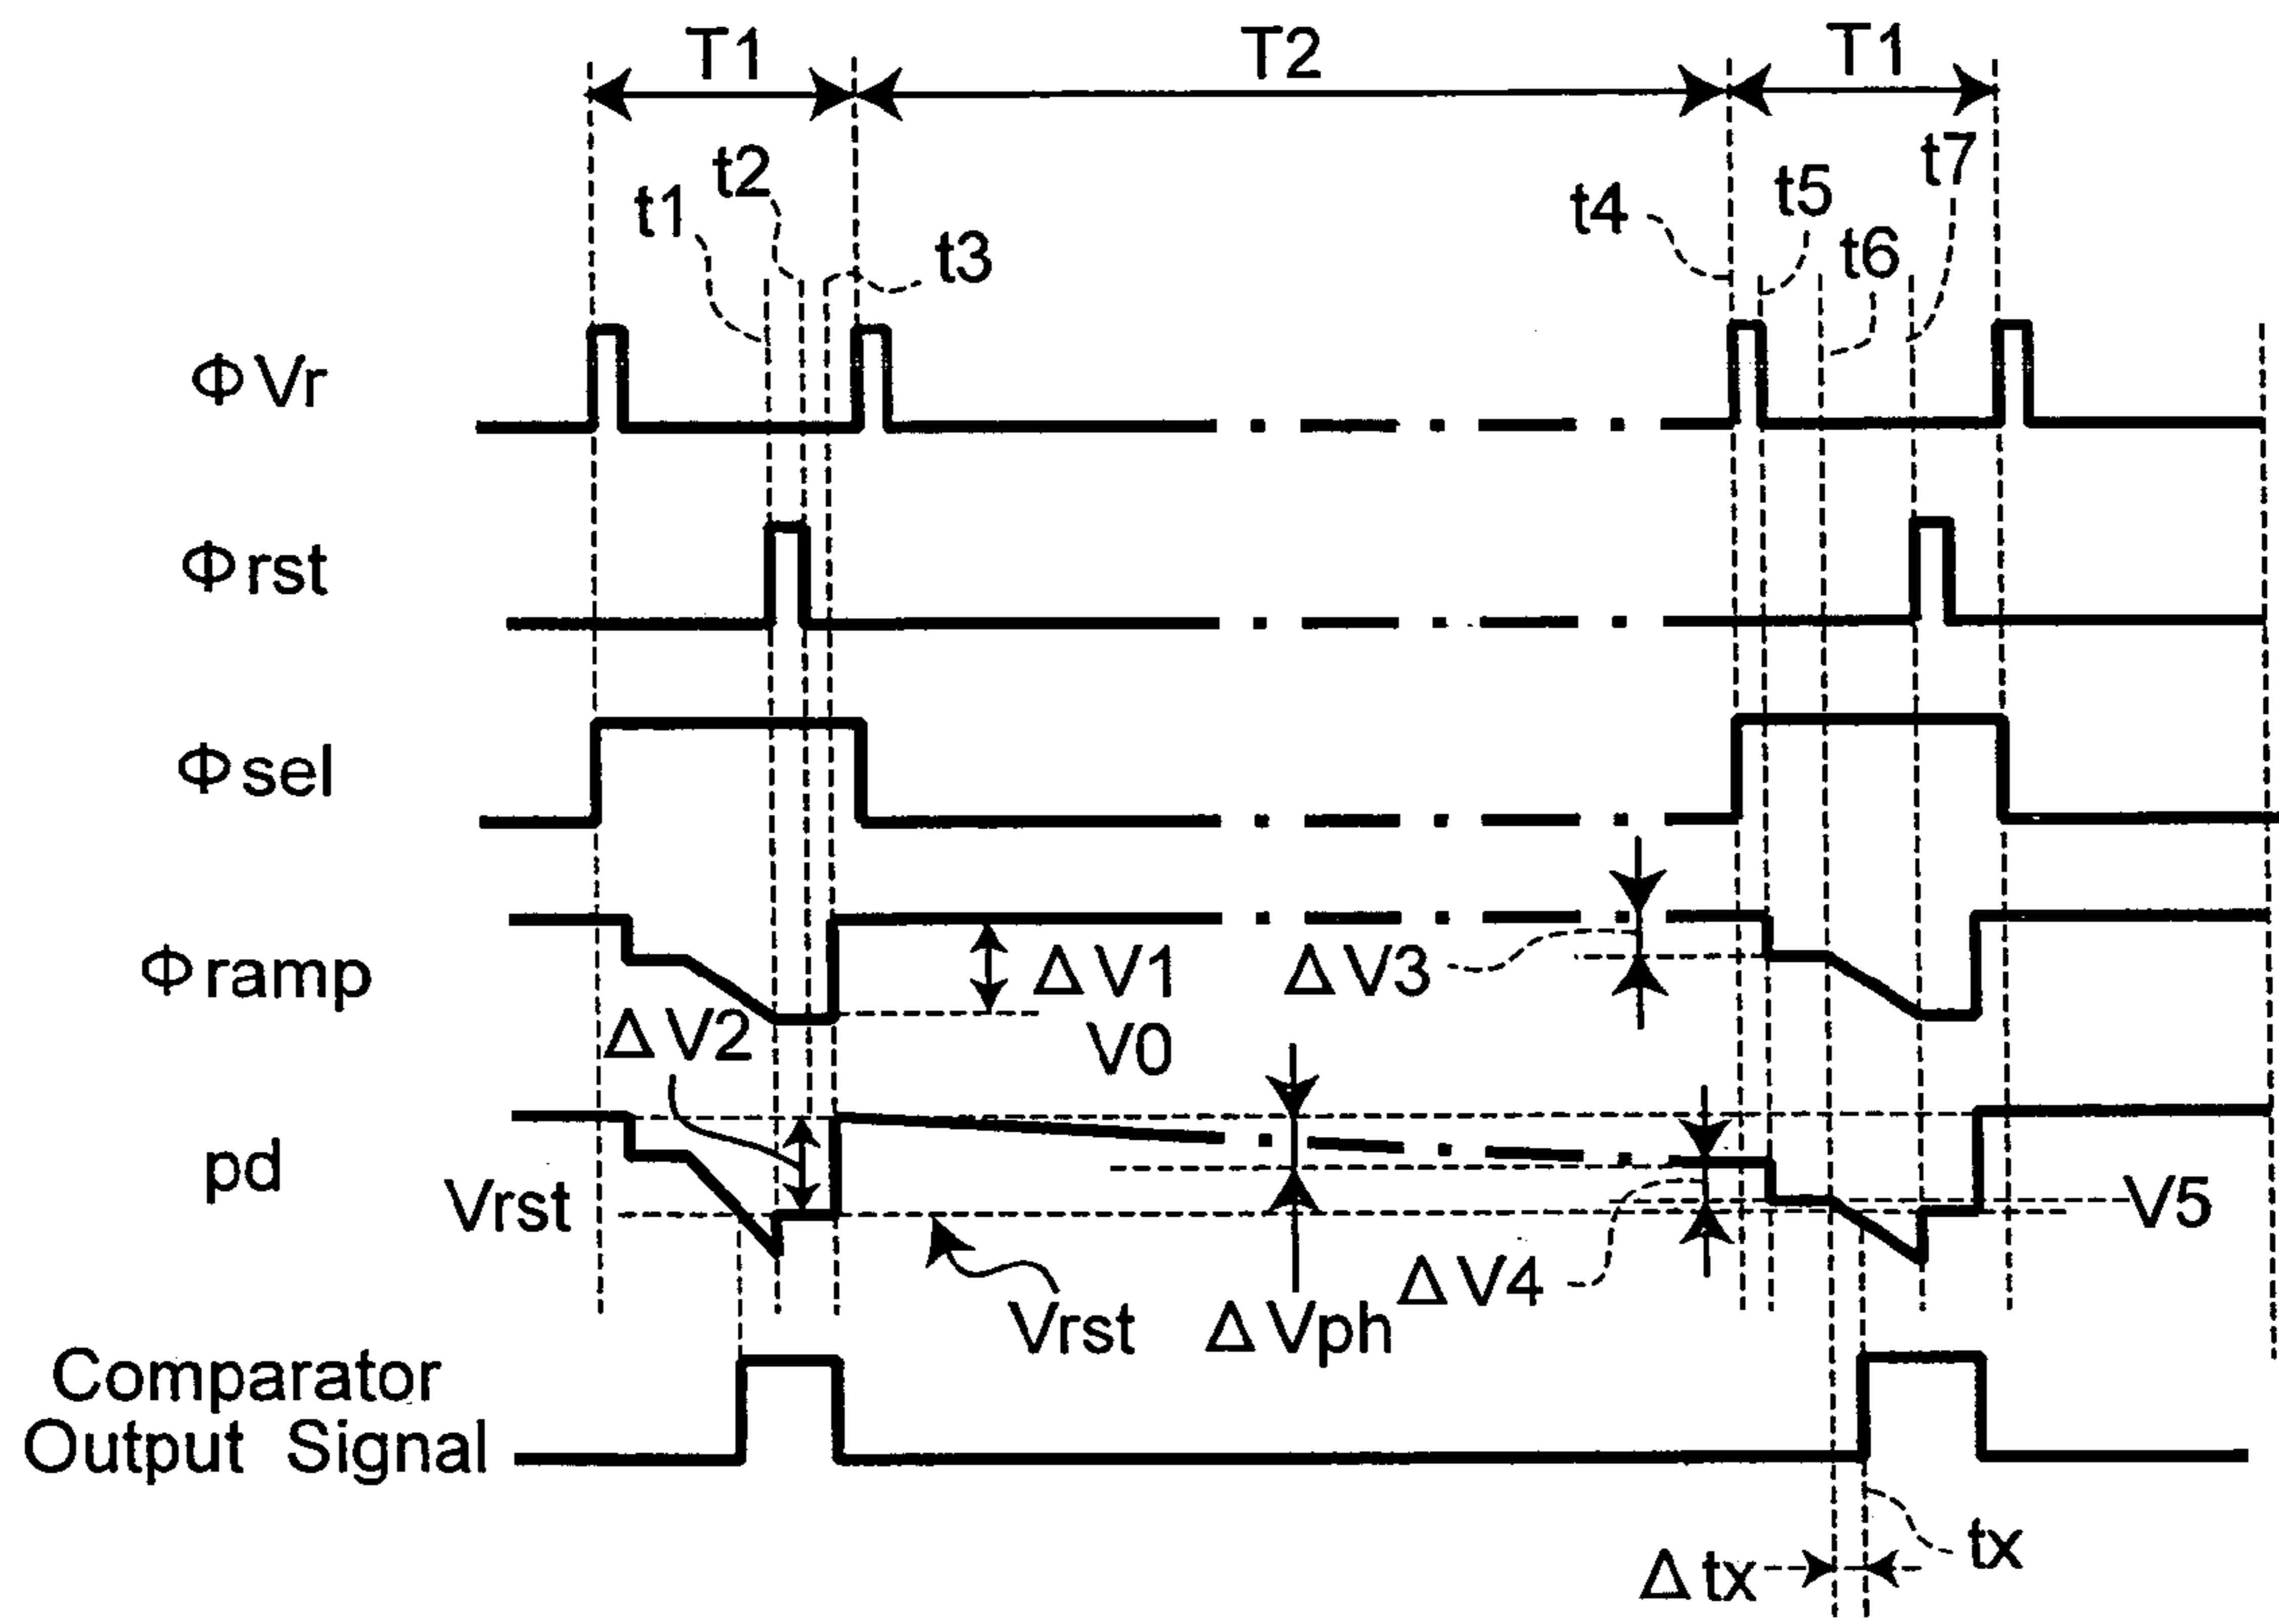 T1
T2
T1
t1
t2
t3
t4
t5
t6
t7
ΦVr
Φrst
Φsel
Φramp
ΔV1
ΔV3
ΔV2
V0
pd
Vrst
V5
Vrst
ΔVph
ΔV4
Comparator
Output Signal
Δtx
tx